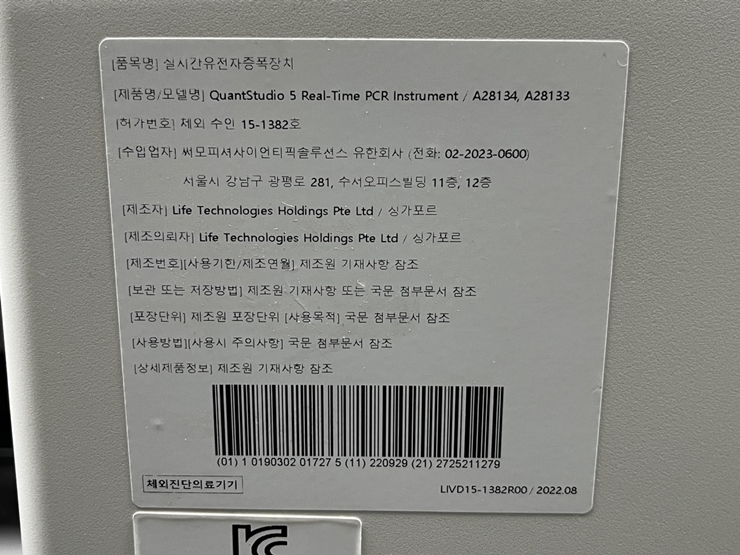 [품목명] 실시간유전자증폭장치
[제품명/모델명] QuantStudio 5 Real-Time PCR Instrument / A28134, A28133
[허가번호] 체외 수인 15-1382호
[수입업자] 써모피셔사이언티픽솔루션스 유한회사 (전화: 02-2023-0600)
서울시 강남구 광평로 281, 수서오피스빌딩 11층, 12층
[제조자] Life Technologies Holdings Pte Ltd / 싱가포르
[제조의뢰자] Life Technologies Holdings Pte Ltd / 싱가포르
[제조번호][사용기한/제조연월] 제조원 기재사항 참조
[보관 또는 저장방법] 제조원 기재사항 또는 국문 첨부문서 참조
[포장단위] 제조원 포장단위 [사용목적] 국문 첨부문서 참조
[사용방법][사용시 주의사항] 국문 첨부문서 참조
[상세제품정보] 제조원 기재사항 참조
(01) 1 0190302 01727 5 (11) 220929 (21) 2725211279
체외진단의료기기
LIVD15-1382R00 / 2022.08